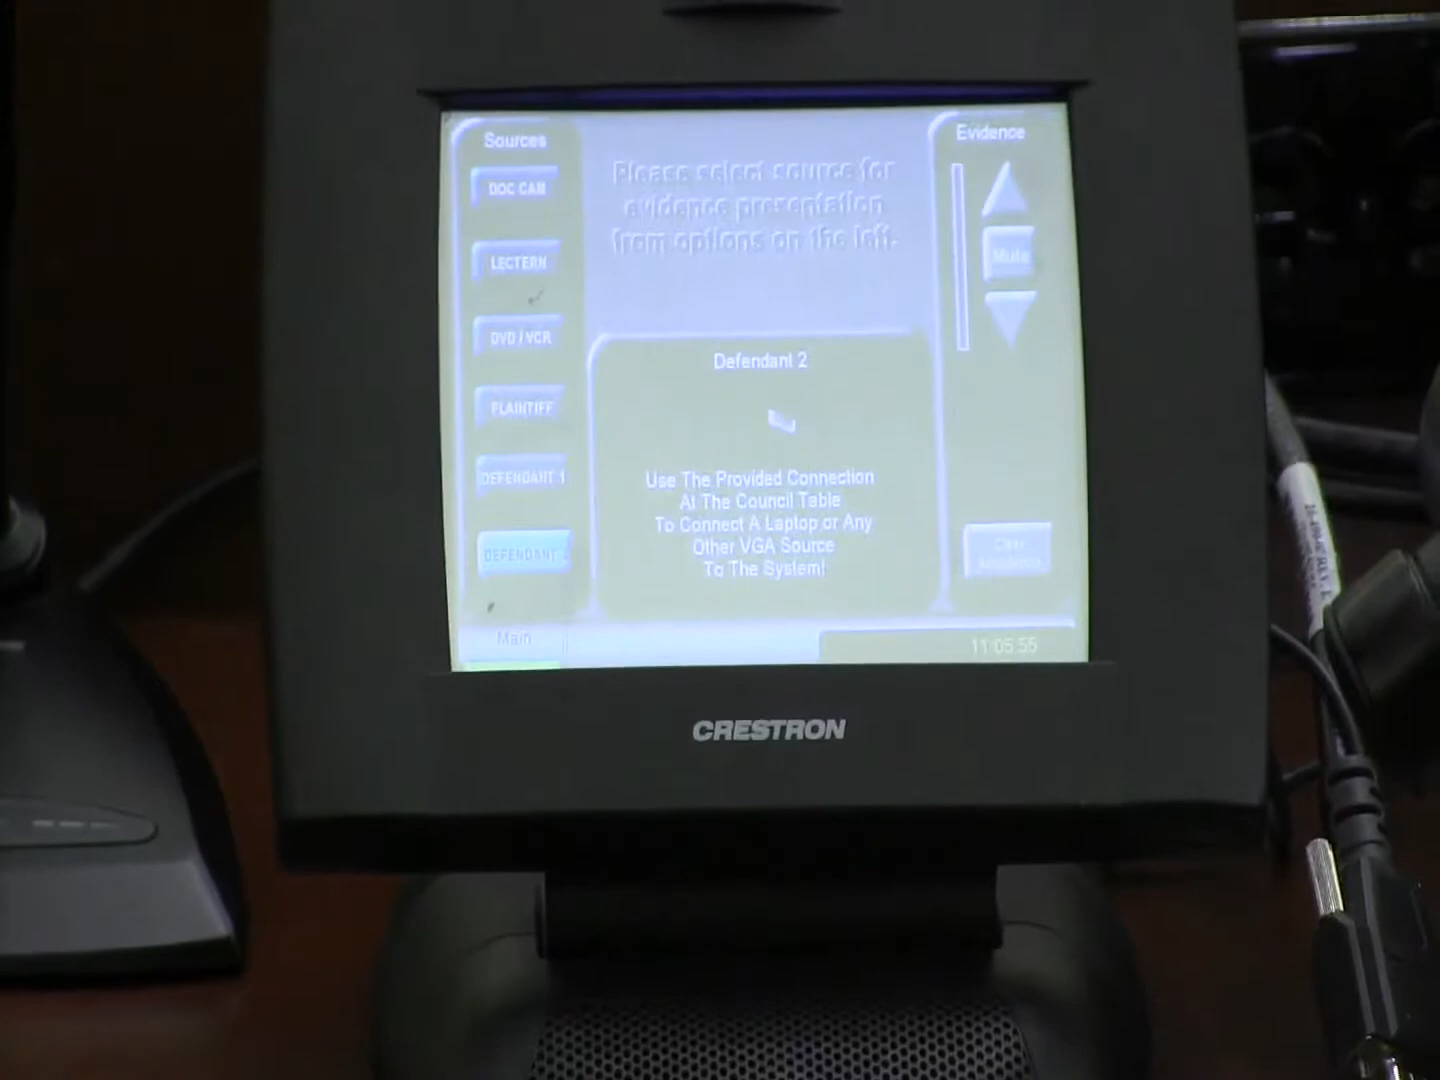 Sources
DOC CAM
LECTERN
DVD / VCR
PLAINTIFF
DEFENDANT 1
DEFENDANT 2
Main
Please select source for
evidence presentation
from options on the left.
Defendant 2
Use The Provided Connection
At The Council Table
To Connect A Laptop or Any
Other VGA Source
To The System!
Evidence
Mute
Clear
11:05:55
CRESTRON